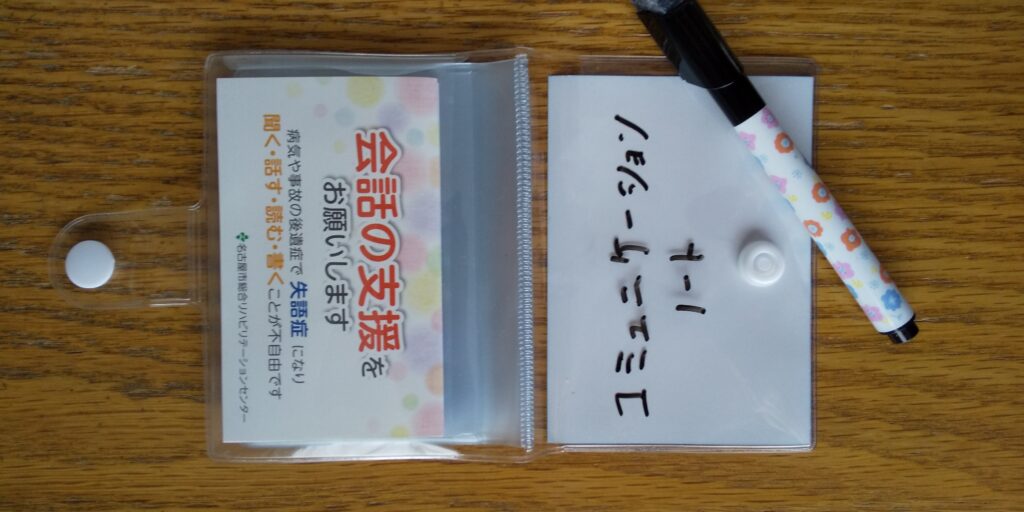 会話の支援を
お願いします
病気や事故の後遺症で 失語症 になり
聞く・話す・読む・書くことが不自由です
名古屋市総合リハビリテーションセンター
コミュニケーション
ノート